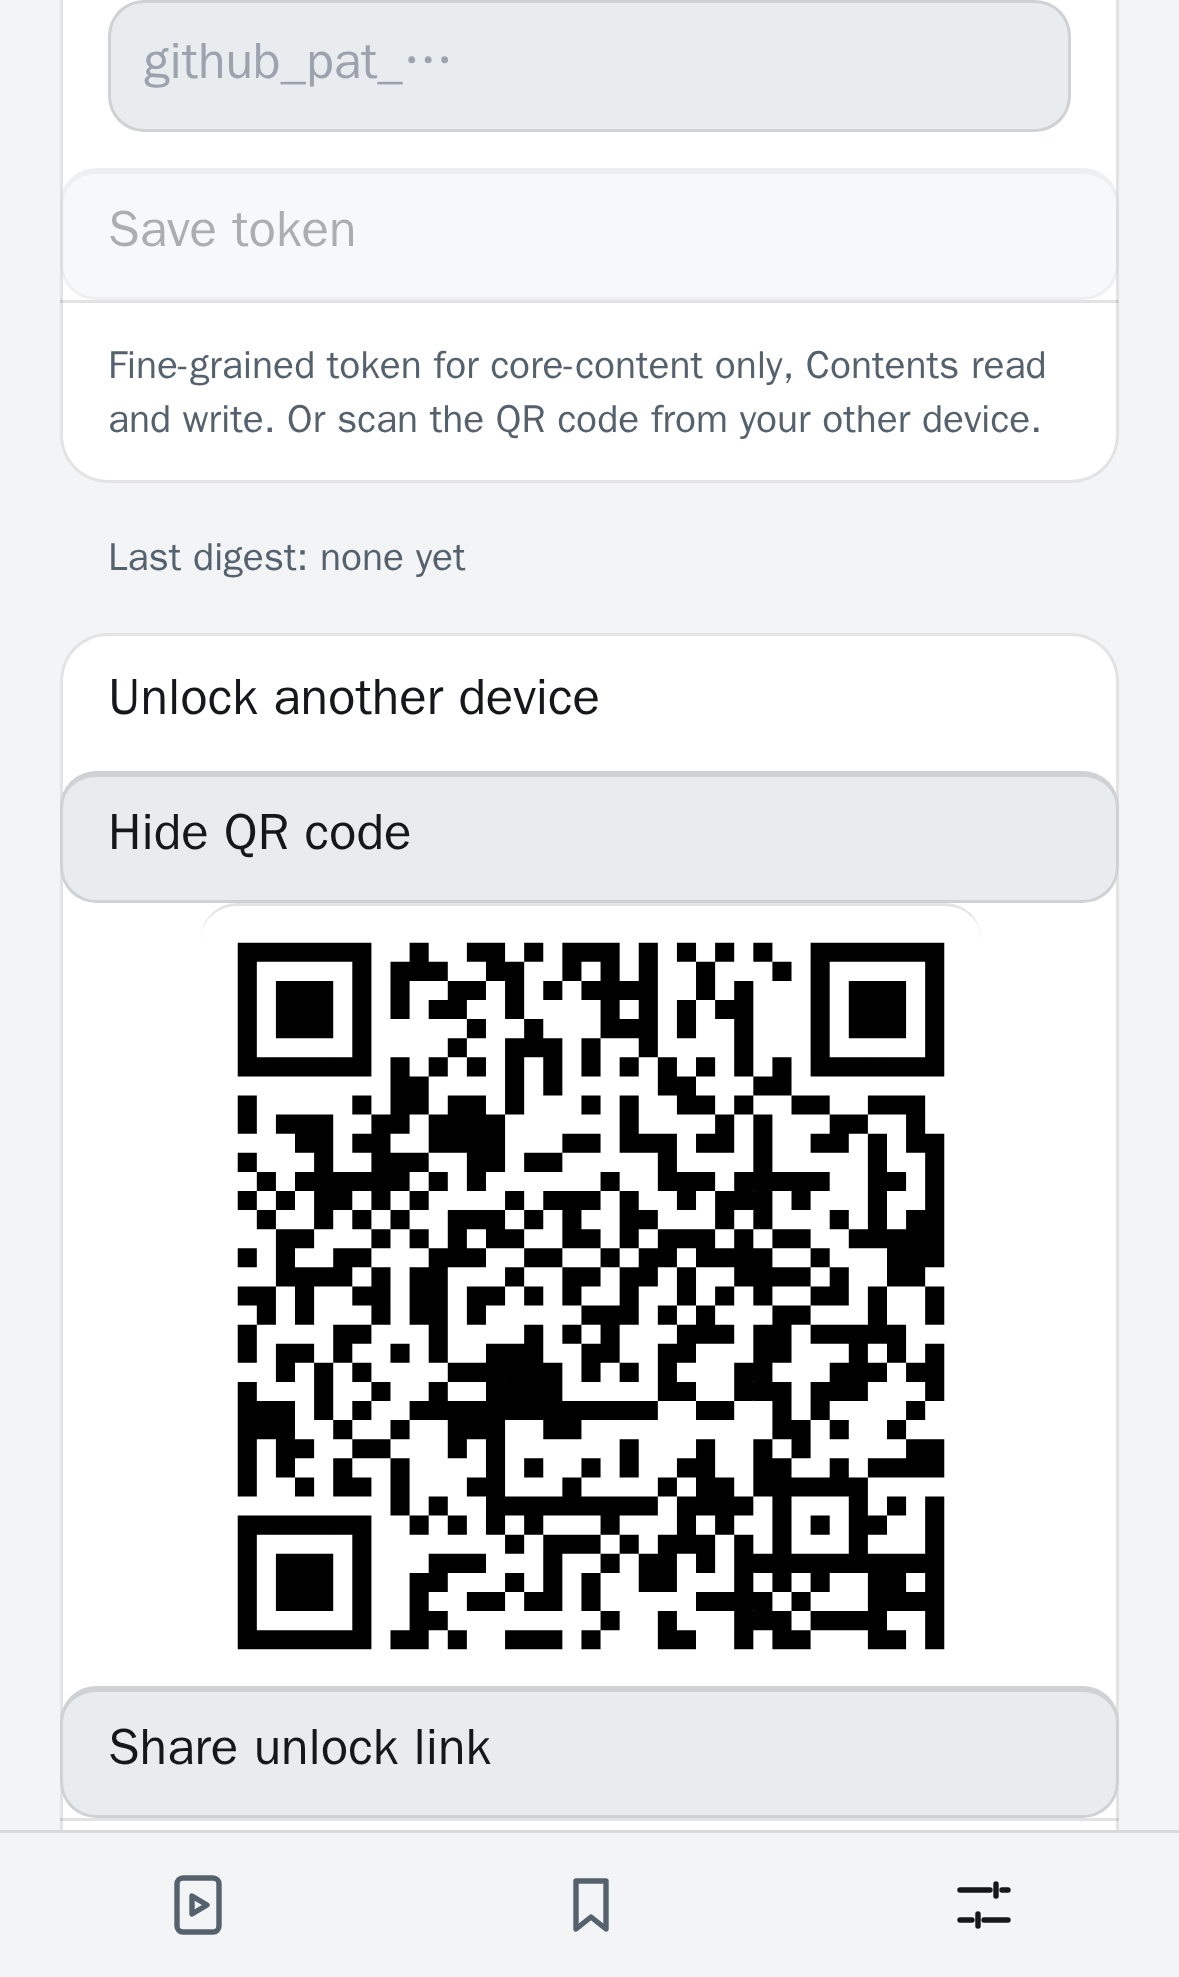 github_pat_···
Save token
Fine-grained token for core-content only, Contents read
and write. Or scan the QR code from your other device.
Last digest: none yet
Unlock another device
Hide QR code
Share unlock link